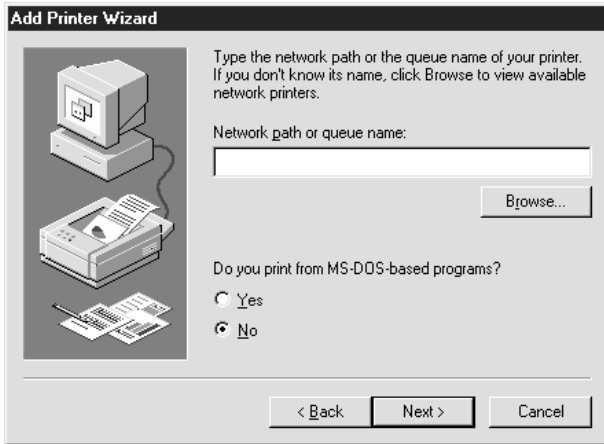 Add Printer Wizard
Type the network path or the queue name of your printer.
If you don't know its name, click Browse to view available
network printers.
Network path or queue name:
Browse...
Do you print from MS-DOS-based programs?
Yes
No
< Back
Next >
Cancel